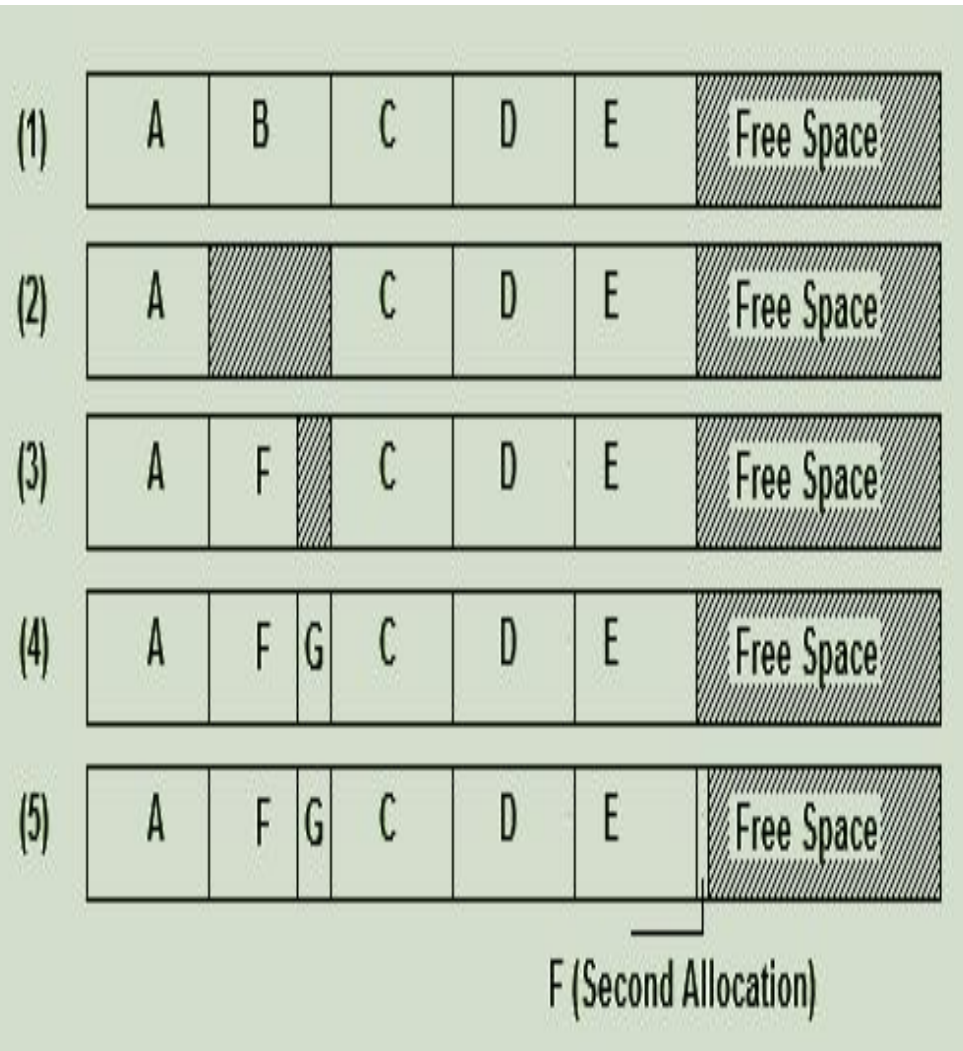 (1) A B C D E Free Space
(2) A C D E Free Space
(3) A F C D E Free Space
(4) A F G C D E Free Space
(5) A F G C D E Free Space
F (Second Allocation)